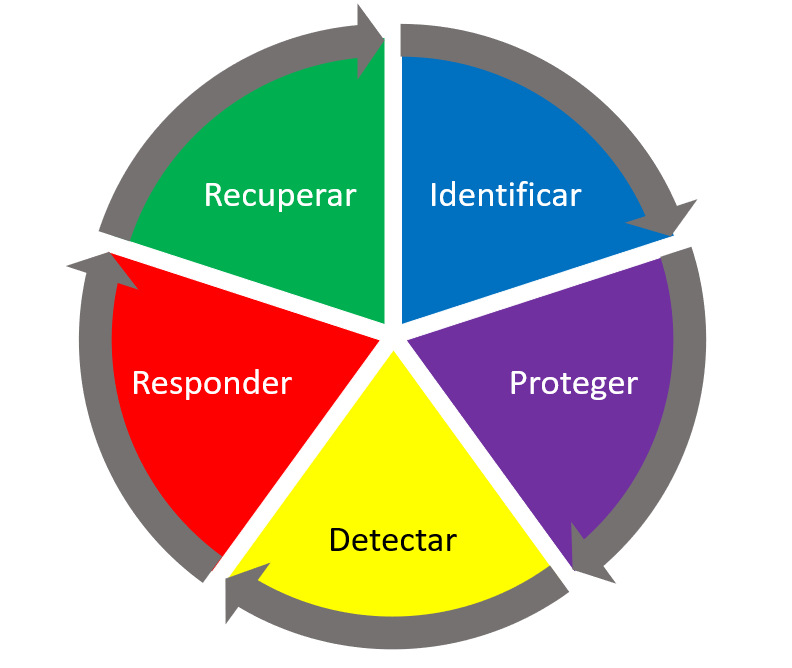 Recuperar
Identificar
Responder
Proteger
Detectar